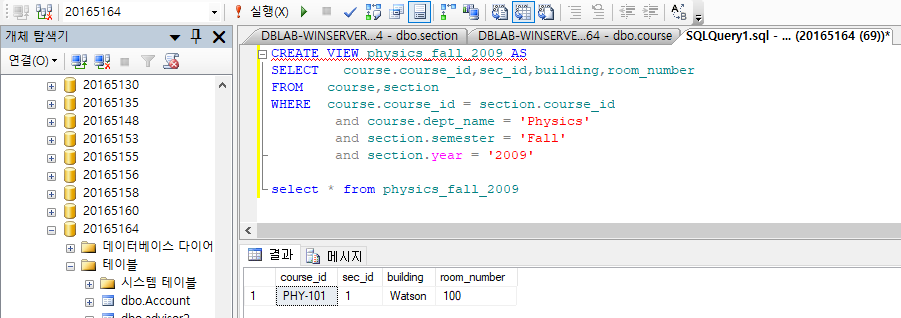 20165164
실행(X)
개체 탐색기
연결(O)
20165130
20165135
20165148
20165153
20165155
20165156
20165158
20165160
20165164
데이터베이스 다이어
테이블
시스템 테이블
dbo.Account
dbo.advisor2
DBLAB-WINSERVER...4 - dbo.section
DBLAB-WINSERVE...64 - dbo.course
SQLQuery1.sql - ... (20165164 (69))*
CREATE VIEW physics_fall_2009 AS
SELECT course.course_id,sec_id,building,room_number
FROM course,section
WHERE course.course_id = section.course_id
and course.dept_name = 'Physics'
and section.semester = 'Fall'
and section.year = '2009'
select * from physics_fall_2009
결과
메시지
course_id sec_id building room_number
1 PHY-101 1 Watson 100